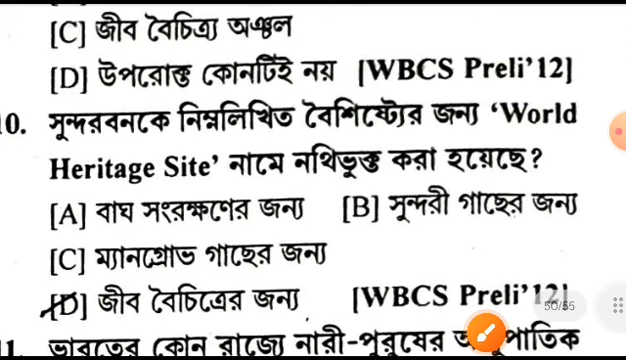 [C] জীব বৈচিত্র্য অঞ্চল
[D] উপরোক্ত কোনটিই নয় [WBCS Preli’12]
10. সুন্দরবনকে নিম্নলিখিত বৈশিষ্ট্যের জন্য ‘World
Heritage Site’ নামে নথিভুক্ত করা হয়েছে?
[A] বাঘ সংরক্ষণের জন্য [B] সুন্দরী গাছের জন্য
[C] ম্যানগ্রোভ গাছের জন্য
[D] জীব বৈচিত্রের জন্য [WBCS Preli’12]
50/55
ভারতের কোন রাজ্যে নারী-পুরুষের